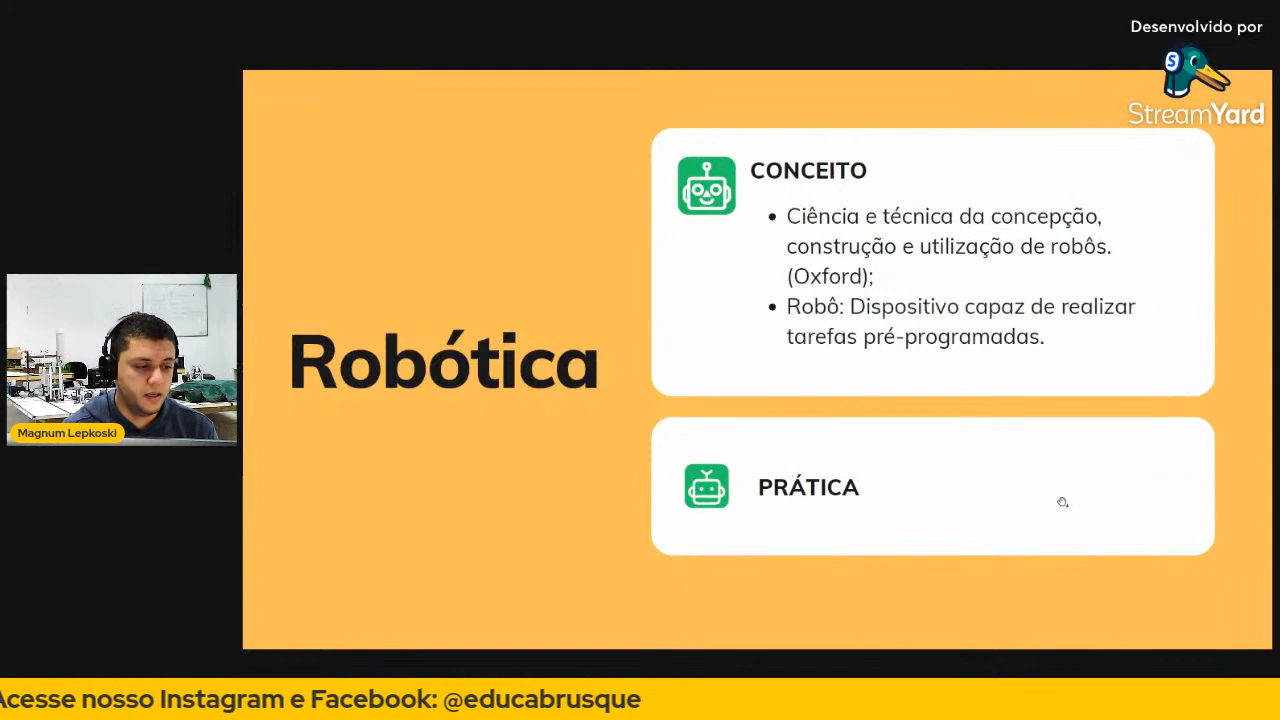 Desenvolvido por
StreamYard
CONCEITO
• Ciência e técnica da concepção,
construção e utilização de robôs.
(Oxford);
• Robô: Dispositivo capaz de realizar
tarefas pré-programadas.
Robótica
Magnum Lepkoski
PRÁTICA
Acesse nosso Instagram e Facebook: @educabrusque